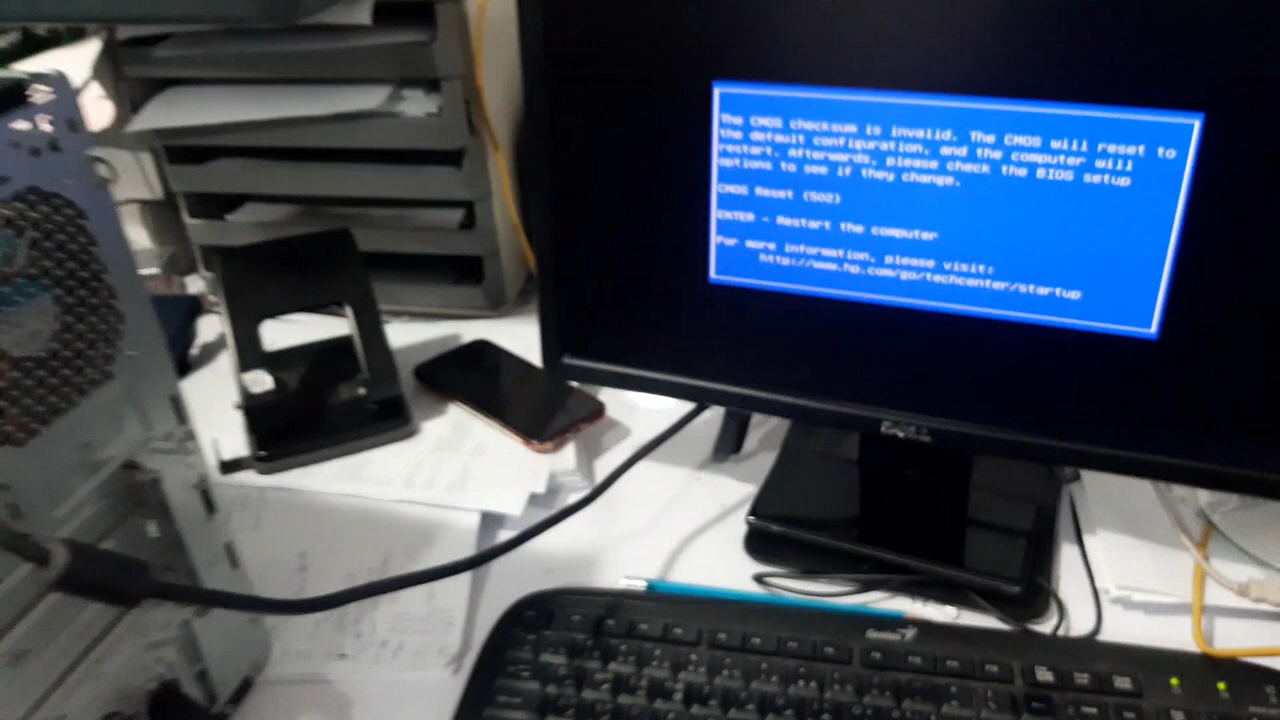 The CMOS checksum is invalid. The CMOS will reset to
the default configuration, and the computer will
restart. Afterwards, please check the BIOS setup
options to see if they change.
CMOS Reset (502)
ENTER - Restart the computer
For more information, please visit:
http://www.hp.com/go/techcenter/startup
DELL
Genius